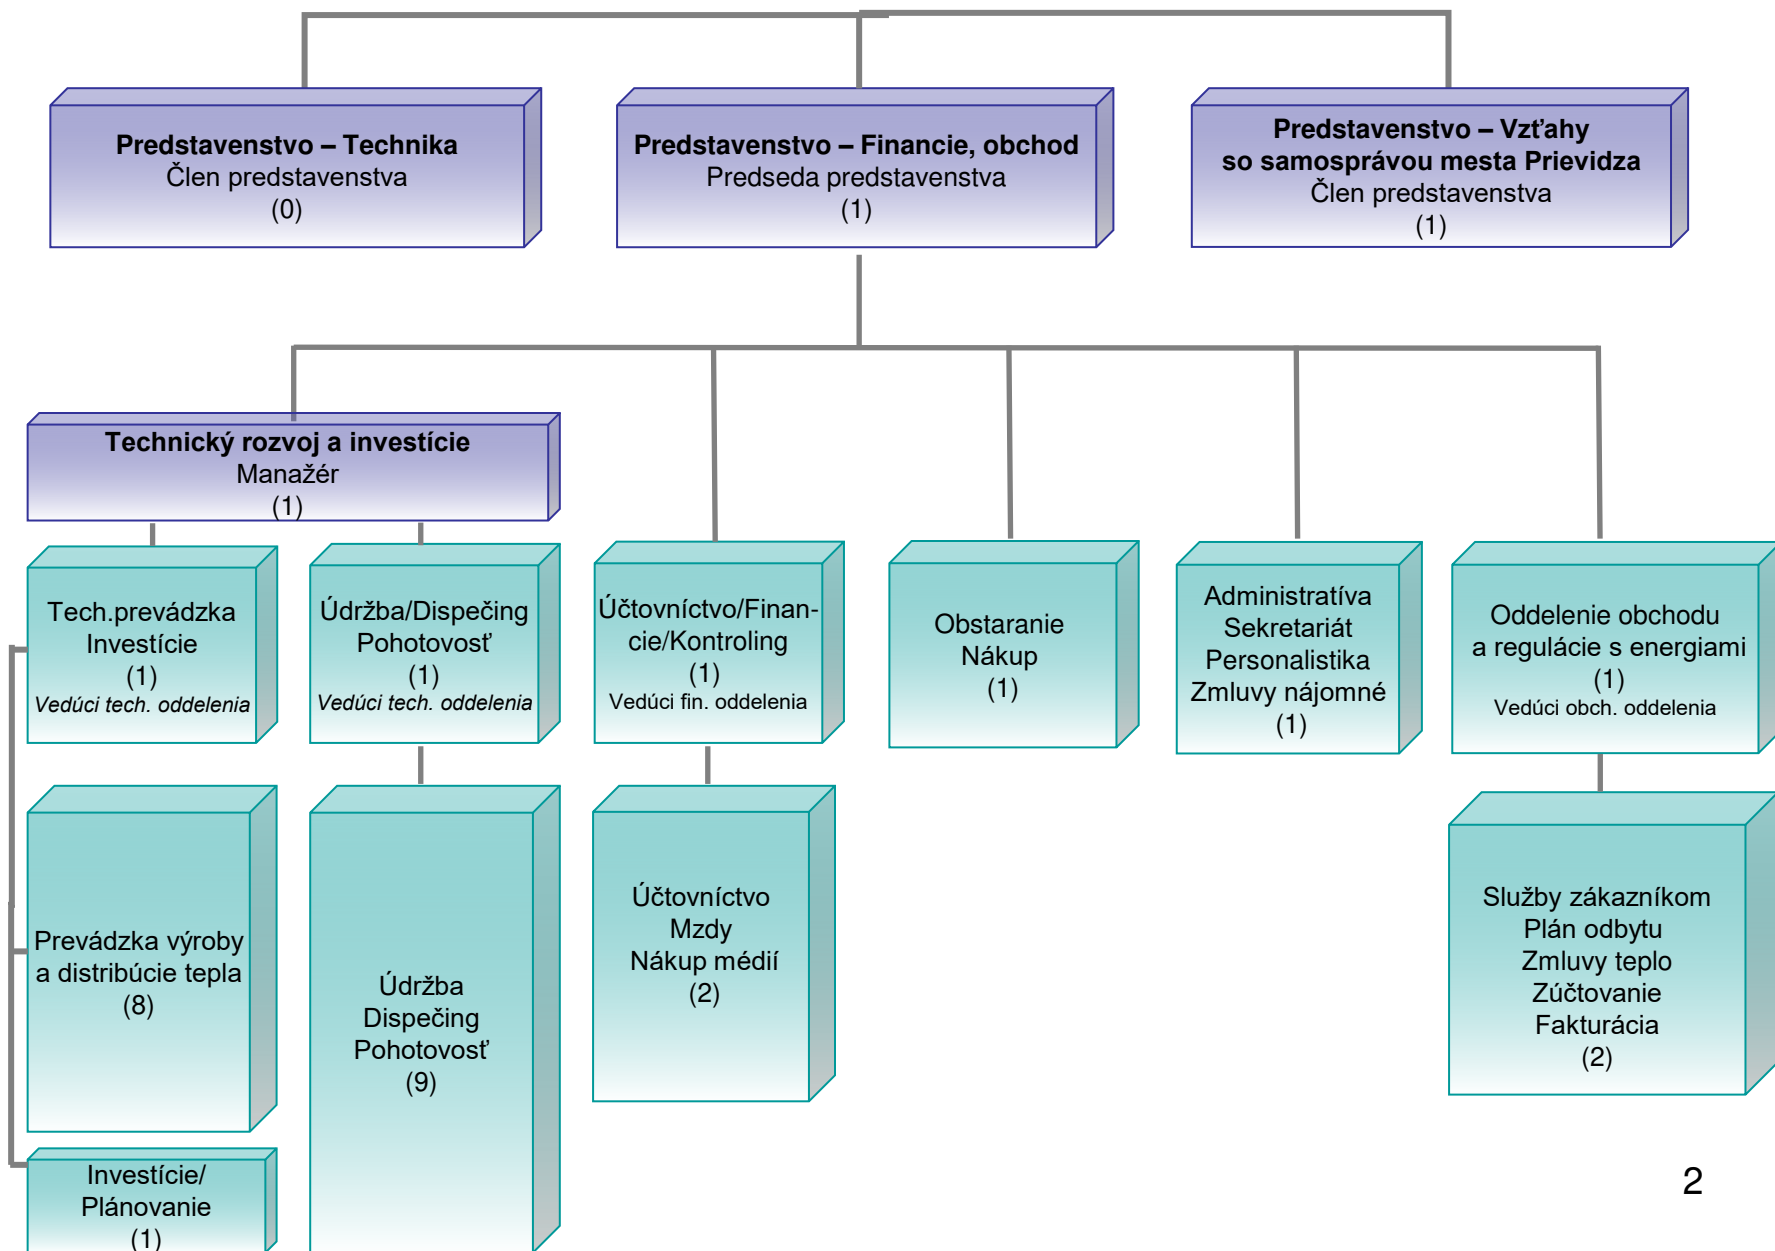 Predstavenstvo – Technika
Člen predstavenstva
(0)
Predstavenstvo – Financie, obchod
Predseda predstavenstva
(1)
Predstavenstvo – Vzťahy
so samosprávou mesta Prievidza
Člen predstavenstva
(1)
Technický rozvoj a investície
Manažér
(1)
Tech.prevádzka
Investície
(1)
Vedúci tech. oddelenia
Údržba/Dispečing
Pohotovosť
(1)
Vedúci tech. oddelenia
Účtovníctvo/Finan-
cie/Kontroling
(1)
Vedúci fin. oddelenia
Obstaranie
Nákup
(1)
Administratíva
Sekretariát
Personalistika
Zmluvy nájomné
(1)
Oddelenie obchodu
a regulácie s energiami
(1)
Vedúci obch. oddelenia
Prevádzka výroby
a distribúcie tepla
(8)
Údržba
Dispečing
Pohotovosť
(9)
Účtovníctvo
Mzdy
Nákup médií
(2)
Služby zákazníkom
Plán odbytu
Zmluvy teplo
Zúčtovanie
Fakturácia
(2)
Investície/
Plánovanie
(1)
2